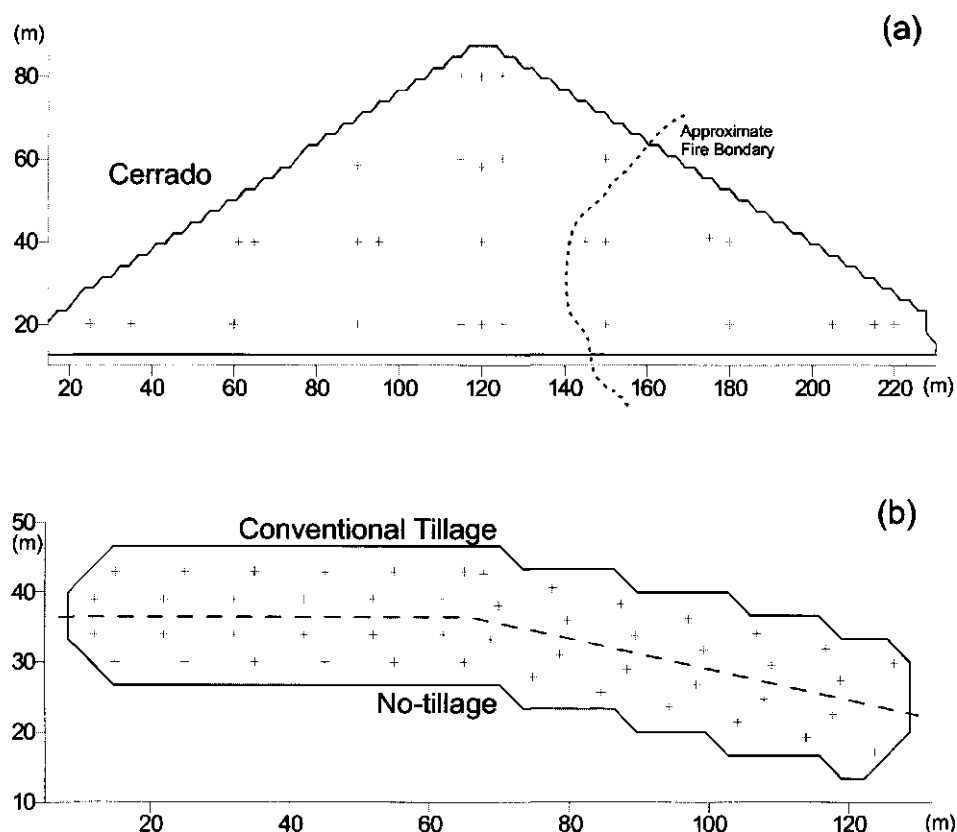 (m)
(a)
80
60
40
20
Cerrado
Approximate
Fire Bondary
20 40 60 80 100 120 140 160 180 200 220 (m)
(b)
50
(m)
40
30
20
10
Conventional Tillage
No-tillage
20 40 60 80 100 120 (m)